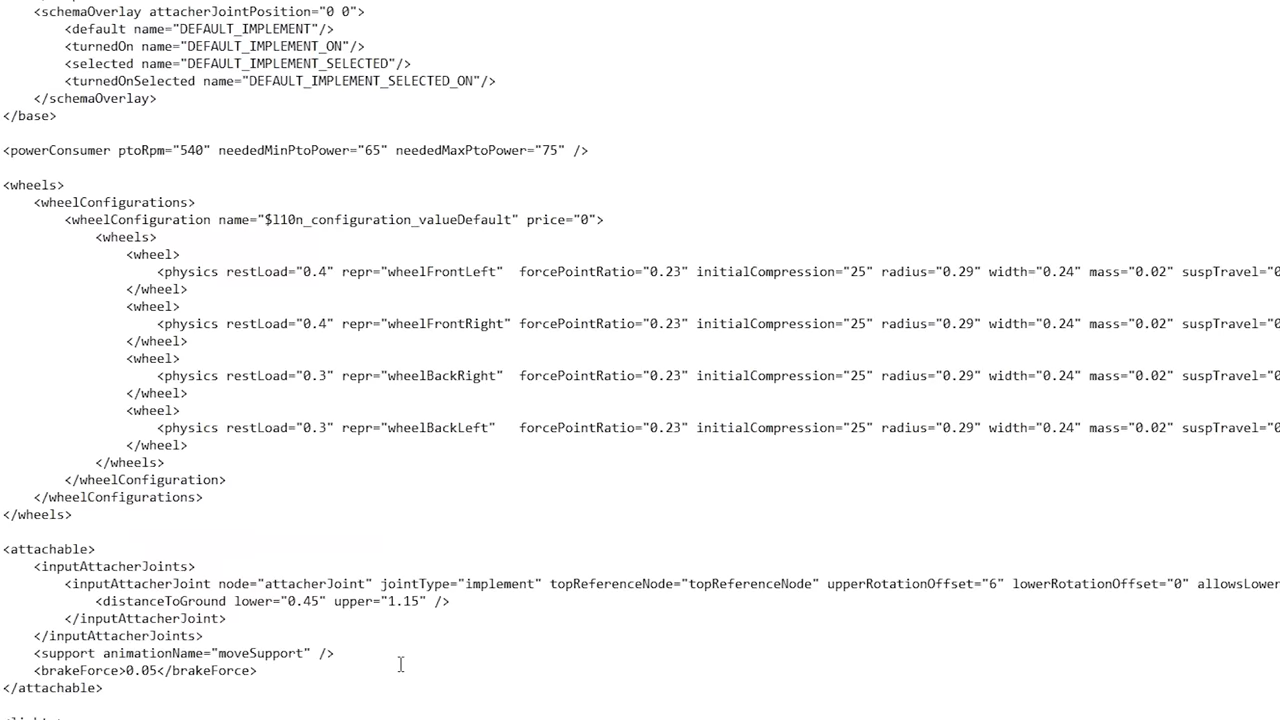 <schemaOverlay attacherJointPosition="0 0">
<default name="DEFAULT_IMPLEMENT"/>
<turnedOn name="DEFAULT_IMPLEMENT_ON"/>
<selected name="DEFAULT_IMPLEMENT_SELECTED"/>
<turnedOnSelected name="DEFAULT_IMPLEMENT_SELECTED_ON"/>
</schemaOverlay>
</base>
<powerConsumer ptoRpm="540" neededMinPtoPower="65" neededMaxPtoPower="75" />
<wheels>
<wheelConfigurations>
<wheelConfiguration name="$l10n_configuration_valueDefault" price="0">
<wheels>
<wheel>
<physics restLoad="0.4" repr="wheelFrontLeft" forcePointRatio="0.23" initialCompression="25" radius="0.29" width="0.24" mass="0.02" suspTravel="0
</wheel>
<wheel>
<physics restLoad="0.4" repr="wheelFrontRight" forcePointRatio="0.23" initialCompression="25" radius="0.29" width="0.24" mass="0.02" suspTravel="0
</wheel>
<wheel>
<physics restLoad="0.3" repr="wheelBackRight" forcePointRatio="0.23" initialCompression="25" radius="0.29" width="0.24" mass="0.02" suspTravel="0
</wheel>
<wheel>
<physics restLoad="0.3" repr="wheelBackLeft" forcePointRatio="0.23" initialCompression="25" radius="0.29" width="0.24" mass="0.02" suspTravel="0
</wheel>
</wheels>
</wheelConfiguration>
</wheelConfigurations>
</wheels>
<attachable>
<inputAttacherJoints>
<inputAttacherJoint node="attacherJoint" jointType="implement" topReferenceNode="topReferenceNode" upperRotationOffset="6" lowerRotationOffset="0" allowsLower
<distanceToGround lower="0.45" upper="1.15" />
</inputAttacherJoint>
</inputAttacherJoints>
<support animationName="moveSupport" />
<brakeForce>0.05</brakeForce>
</attachable>